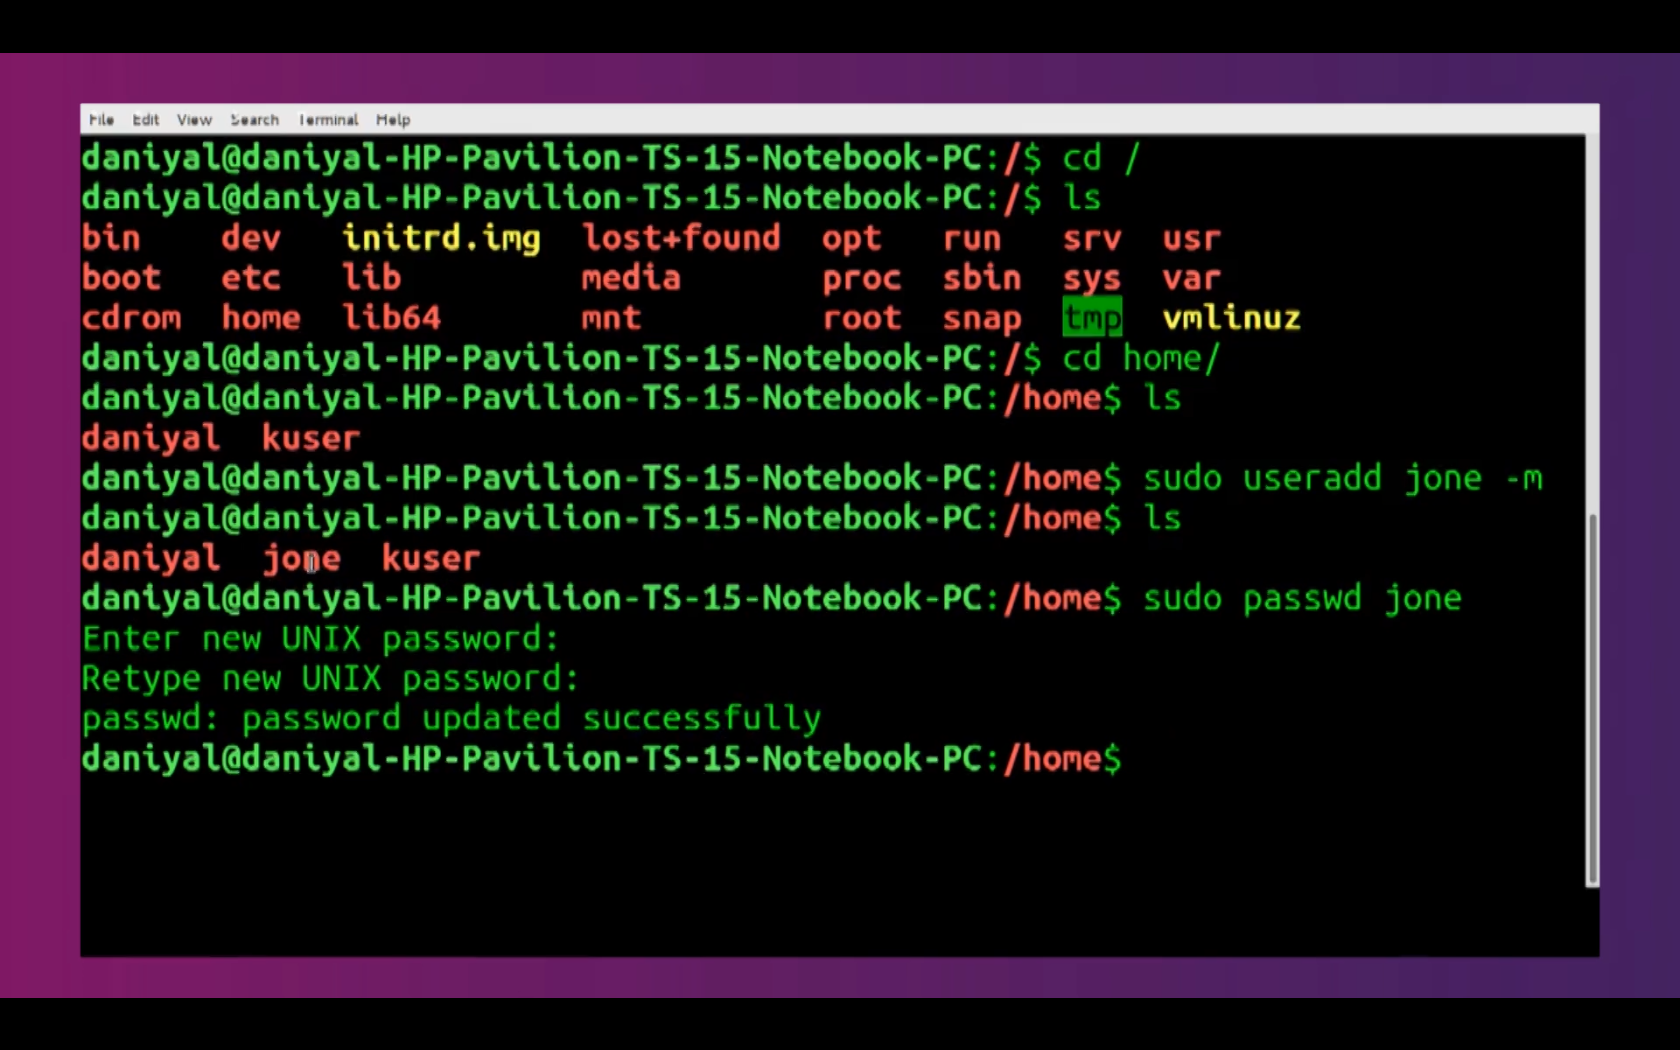 File Edit View Search Terminal Help
daniyal@daniyal-HP-Pavilion-TS-15-Notebook-PC:/$ cd /
daniyal@daniyal-HP-Pavilion-TS-15-Notebook-PC:/$ ls
bin dev initrd.img lost+found opt run srv usr
boot etc lib media proc sbin sys var
cdrom home lib64 mnt root snap tmp vmlinuz
daniyal@daniyal-HP-Pavilion-TS-15-Notebook-PC:/$ cd home/
daniyal@daniyal-HP-Pavilion-TS-15-Notebook-PC:/home$ ls
daniyal kuser
daniyal@daniyal-HP-Pavilion-TS-15-Notebook-PC:/home$ sudo useradd jone -m
daniyal@daniyal-HP-Pavilion-TS-15-Notebook-PC:/home$ ls
daniyal jone kuser
daniyal@daniyal-HP-Pavilion-TS-15-Notebook-PC:/home$ sudo passwd jone
Enter new UNIX password:
Retype new UNIX password:
passwd: password updated successfully
daniyal@daniyal-HP-Pavilion-TS-15-Notebook-PC:/home$